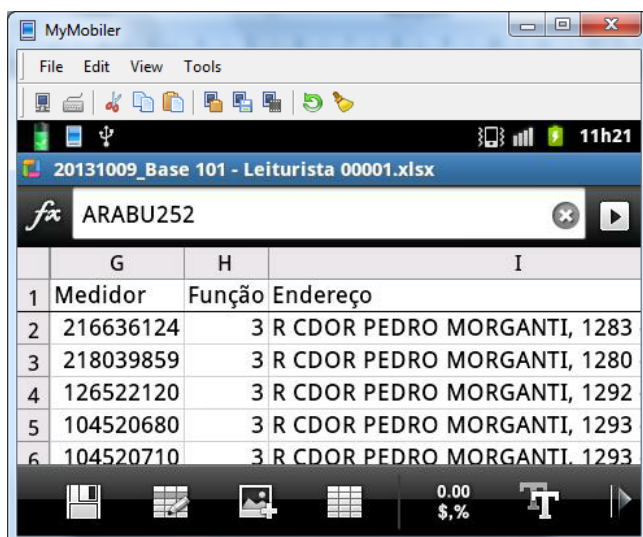 MyMobiler
File Edit View Tools
11h21
20131009_Base 101 - Leiturista 00001.xlsx
fx ARABU252
G H I
1 Medidor Função Endereço
2 216636124 3 R CDOR PEDRO MORGANTI, 1283
3 218039859 3 R CDOR PEDRO MORGANTI, 1280
4 126522120 3 R CDOR PEDRO MORGANTI, 1292
5 104520680 3 R CDOR PEDRO MORGANTI, 1293
6 104520710 3 R CDOR PEDRO MORGANTI, 1293
0.00
$,% TT